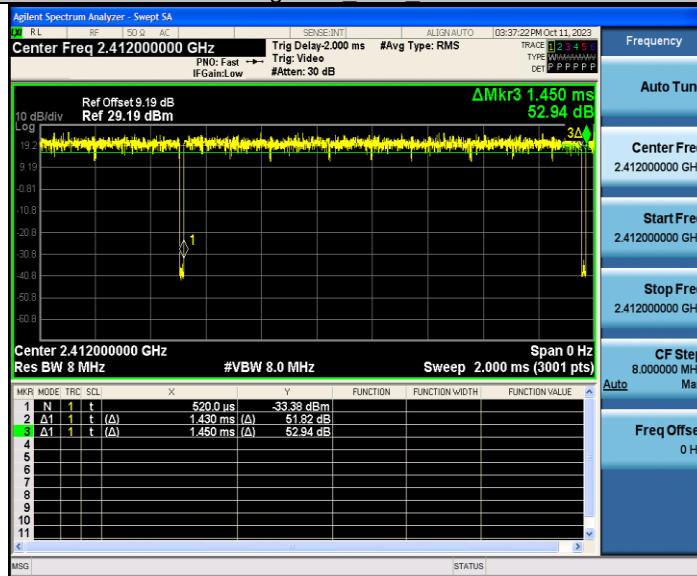 Agilent Spectrum Analyzer - Swept SA
RL RF 50 Ω AC SENSE:INT ALIGN AUTO 03:37:22 PM Oct 11, 2023
Center Freq 2.412000000 GHz
PNO: Fast
IFGain:Low
Trig Delay-2.000 ms
Trig: Video
#Atten: 30 dB
#Avg Type: RMS
TRACE 1 2 3 4 5 6
TYPE
DET P P P P P P
ΔMkr3 1.450 ms
52.94 dB
Ref Offset 9.19 dB
10 dB/div Ref 29.19 dBm
Log
19.2
9.19
-0.81
-10.8
-20.8
-30.8
-40.8
-50.8
-60.8
3Δ
1
Center 2.412000000 GHz Span 0 Hz
Res BW 8 MHz #VBW 8.0 MHz Sweep 2.000 ms (3001 pts)
MKR MODE TRC SCL X Y FUNCTION FUNCTION WIDTH FUNCTION VALUE
1 N 1 t 520.0 µs -33.38 dBm
2 Δ1 1 t (Δ) 1.430 ms (Δ) 51.82 dB
3 Δ1 1 t (Δ) 1.450 ms (Δ) 52.94 dB
4
5
6
7
8
9
10
11
MSG STATUS
Frequency
Auto Tun
Center Fre
2.412000000 GH
Start Fre
2.412000000 GH
Stop Fre
2.412000000 GH
CF Step
8.000000 MH
Auto Ma
Freq Offse
0 H